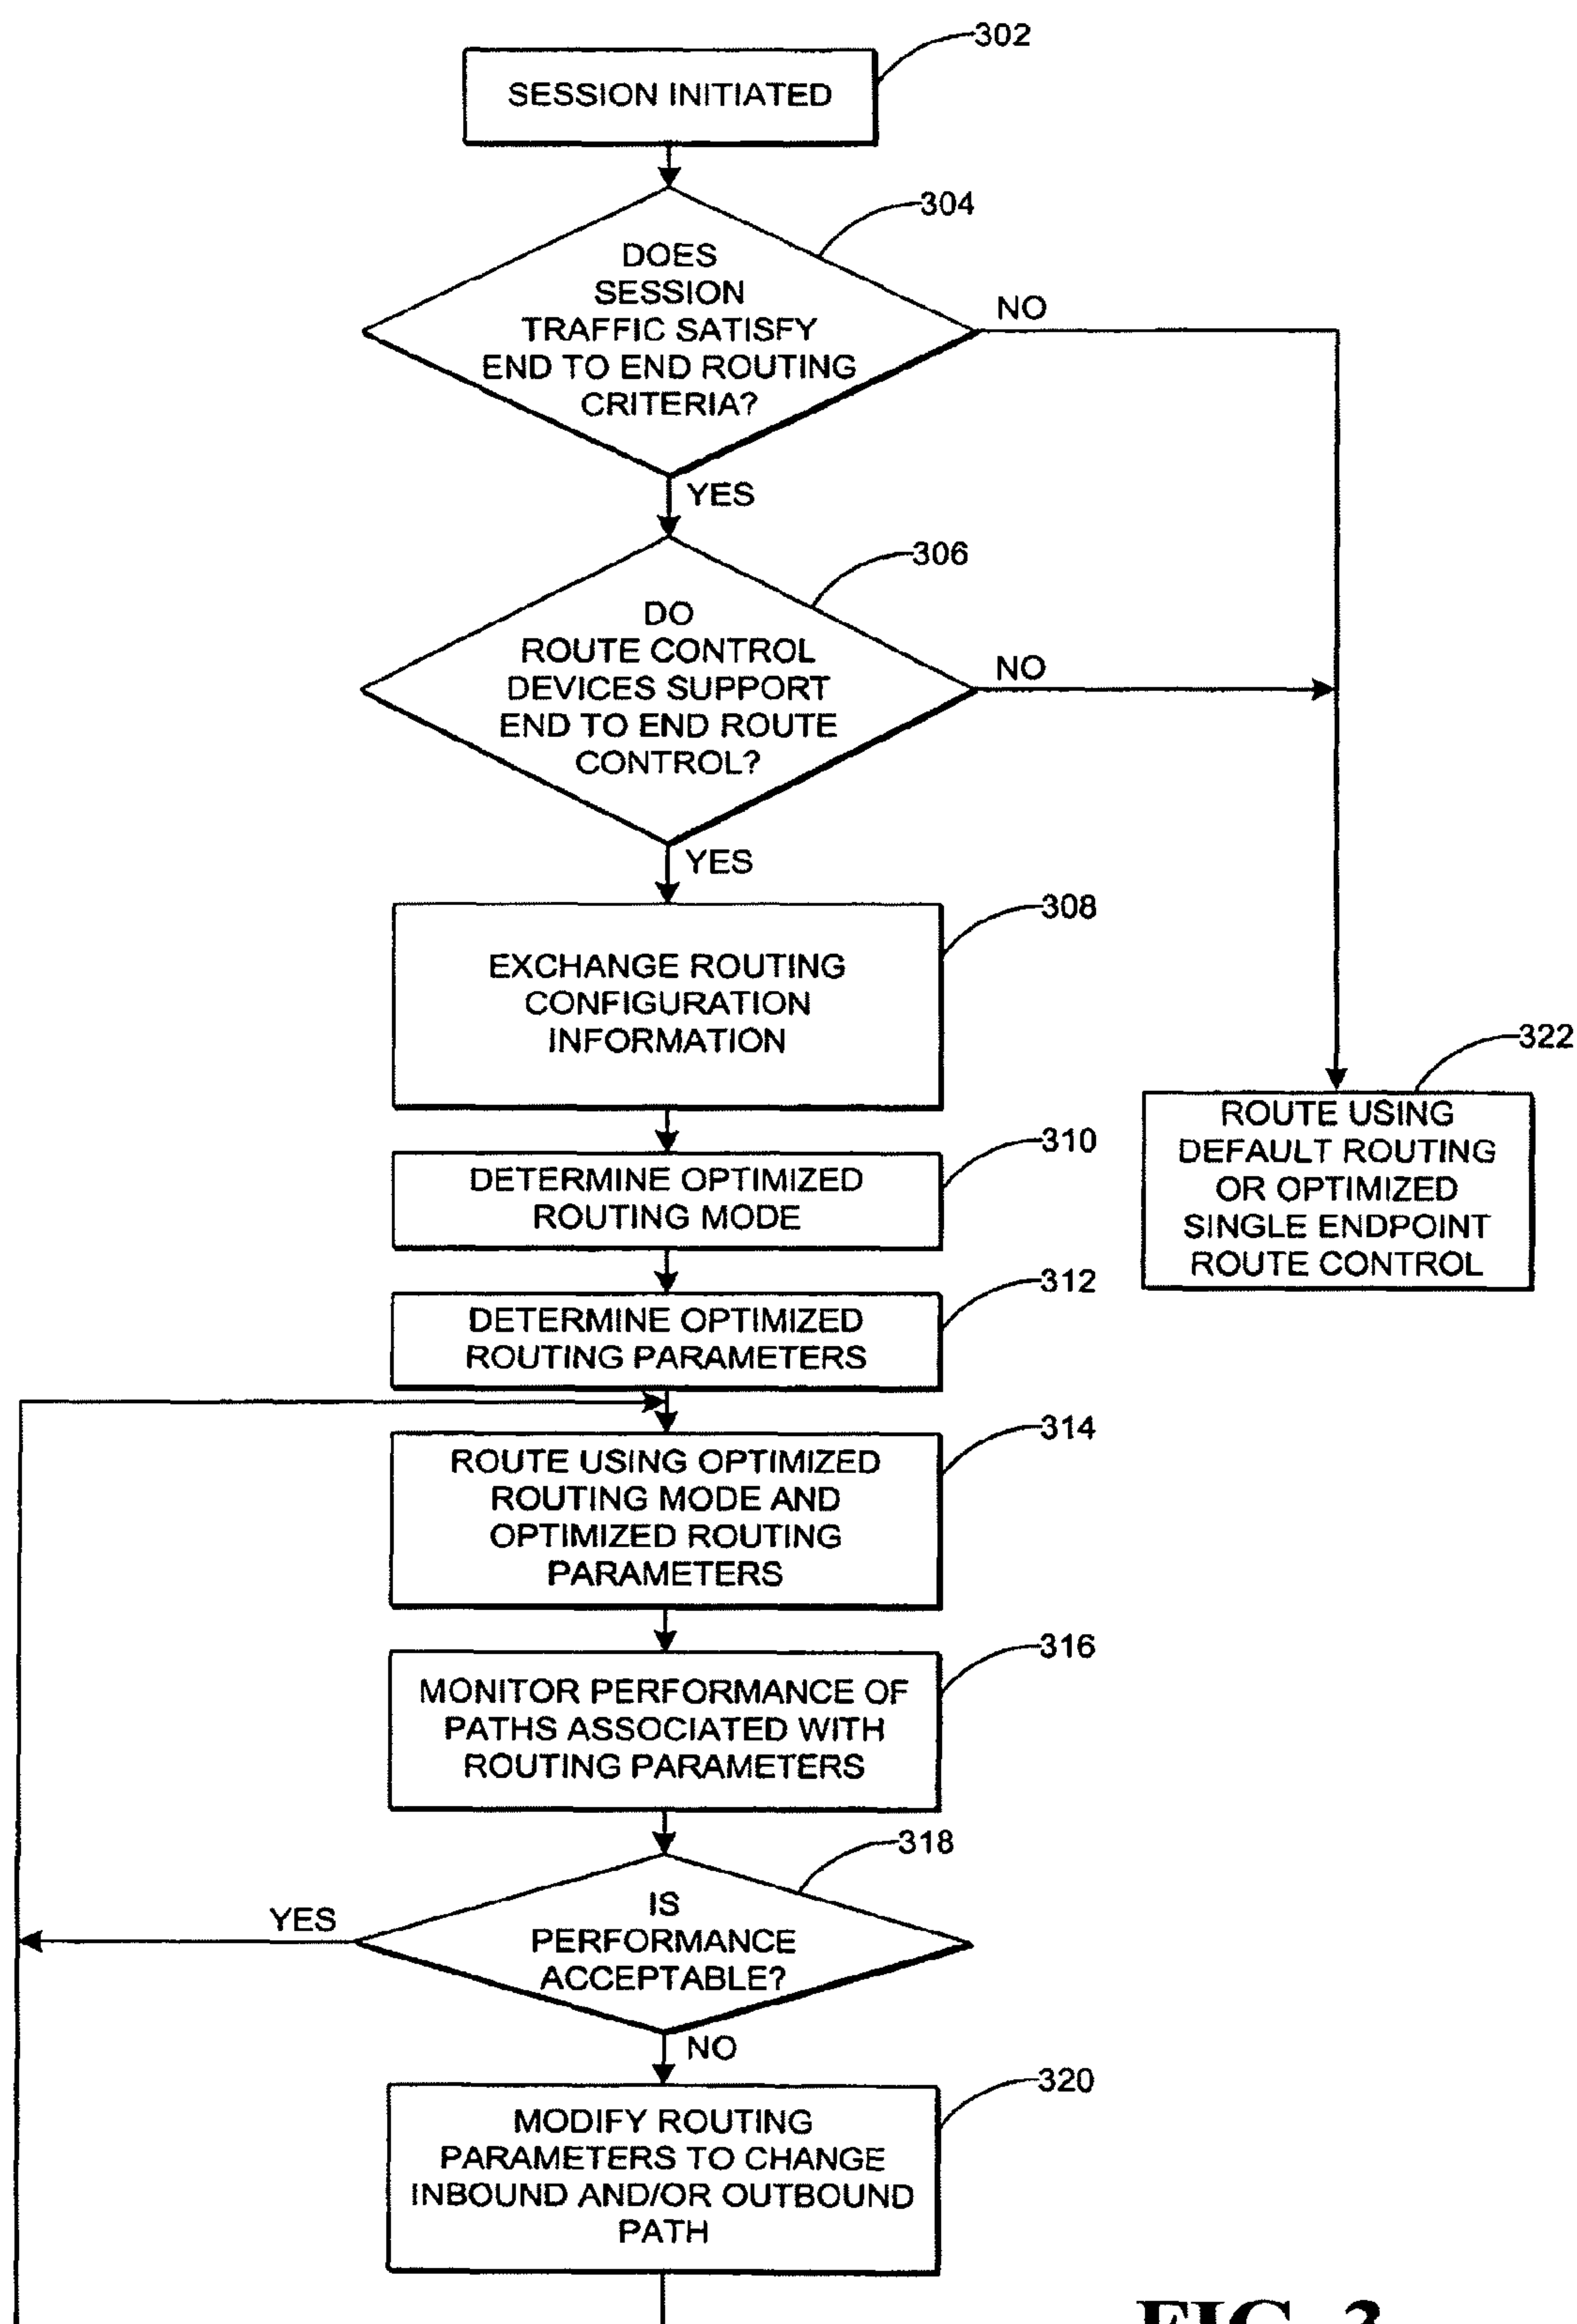 302
SESSION INITIATED
304
DOES
SESSION
TRAFFIC SATISFY
END TO END ROUTING
CRITERIA?
NO
YES
306
DO
ROUTE CONTROL
DEVICES SUPPORT
END TO END ROUTE
CONTROL?
NO
YES
308
EXCHANGE ROUTING
CONFIGURATION
INFORMATION
322
ROUTE USING
DEFAULT ROUTING
OR OPTIMIZED
SINGLE ENDPOINT
ROUTE CONTROL
310
DETERMINE OPTIMIZED
ROUTING MODE
312
DETERMINE OPTIMIZED
ROUTING PARAMETERS
314
ROUTE USING OPTIMIZED
ROUTING MODE AND
OPTIMIZED ROUTING
PARAMETERS
316
MONITOR PERFORMANCE OF
PATHS ASSOCIATED WITH
ROUTING PARAMETERS
318
IS
PERFORMANCE
ACCEPTABLE?
YES
NO
320
MODIFY ROUTING
PARAMETERS TO CHANGE
INBOUND AND/OR OUTBOUND
PATH
FIG. 3